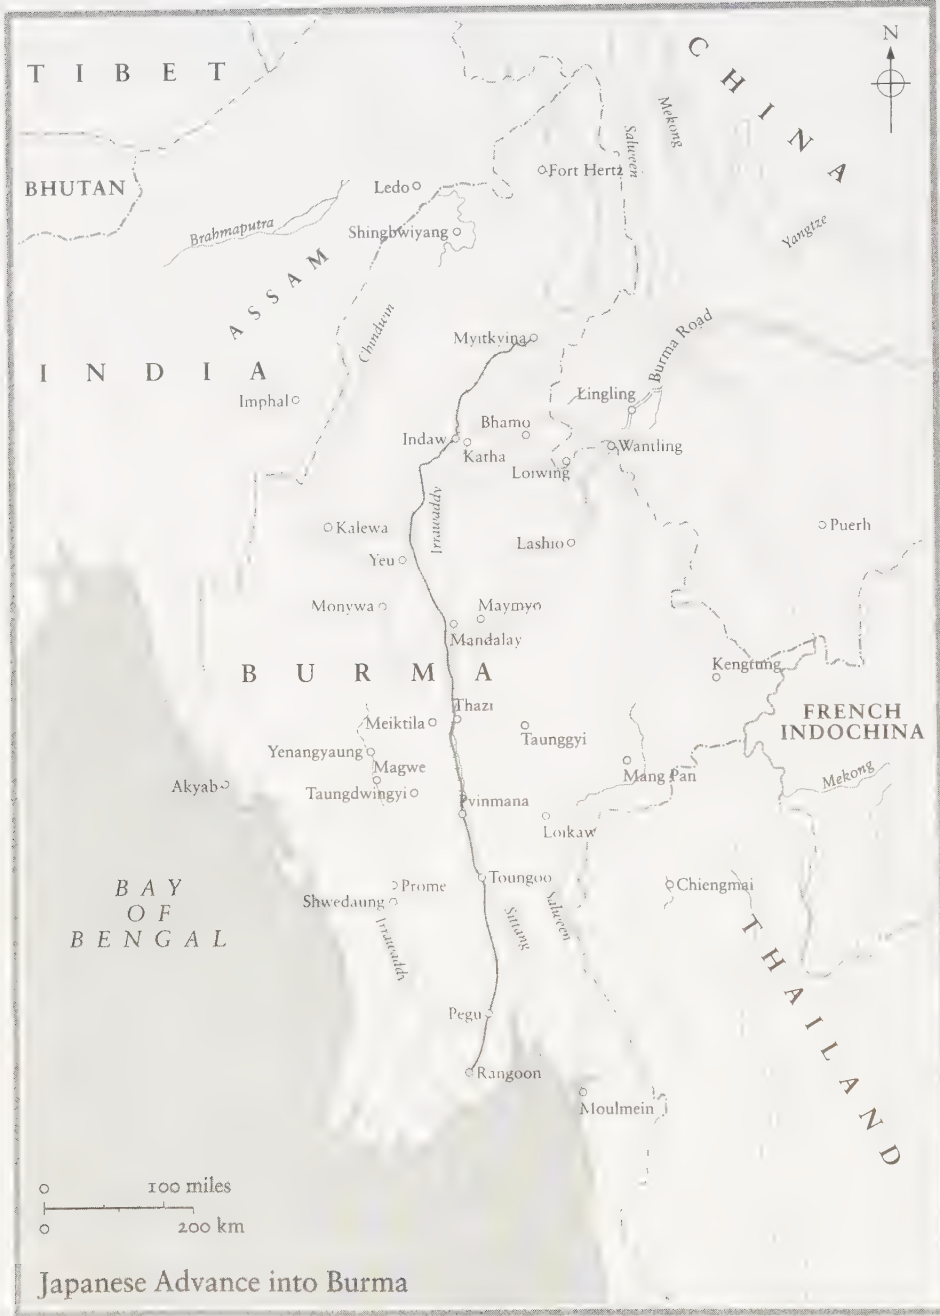 N
CHINA
TIBET
Mekong
Salween
Fort Hertz
BHUTAN
Ledo
Brahmaputra
Shingbwiyang
Yangtze
ASSAM
Chindwin
Myitkyina
Burma Road
INDIA
Imphal
Lingling
Bhamo
Indaw
Katha
Wantling
Loiwing
Irrawaddy
Kalewa
Puerh
Lashio
Yeu
Monywa
Maymyo
Mandalay
BURMA
Kengtung
Thazi
FRENCH
INDOCHINA
Meiktila
Taunggyi
Yenangyaung
Magwe
Mang Pan
Mekong
Akyab
Taungdwingyi
Pyinmana
Loikaw
BAY
OF
BENGAL
Prome
Toungoo
Chiengmai
Shwedaung
Irrawaddy
Sittang
Salween
THAILAND
Pegu
Rangoon
Moulmein
0 100 miles
0 200 km
Japanese Advance into Burma